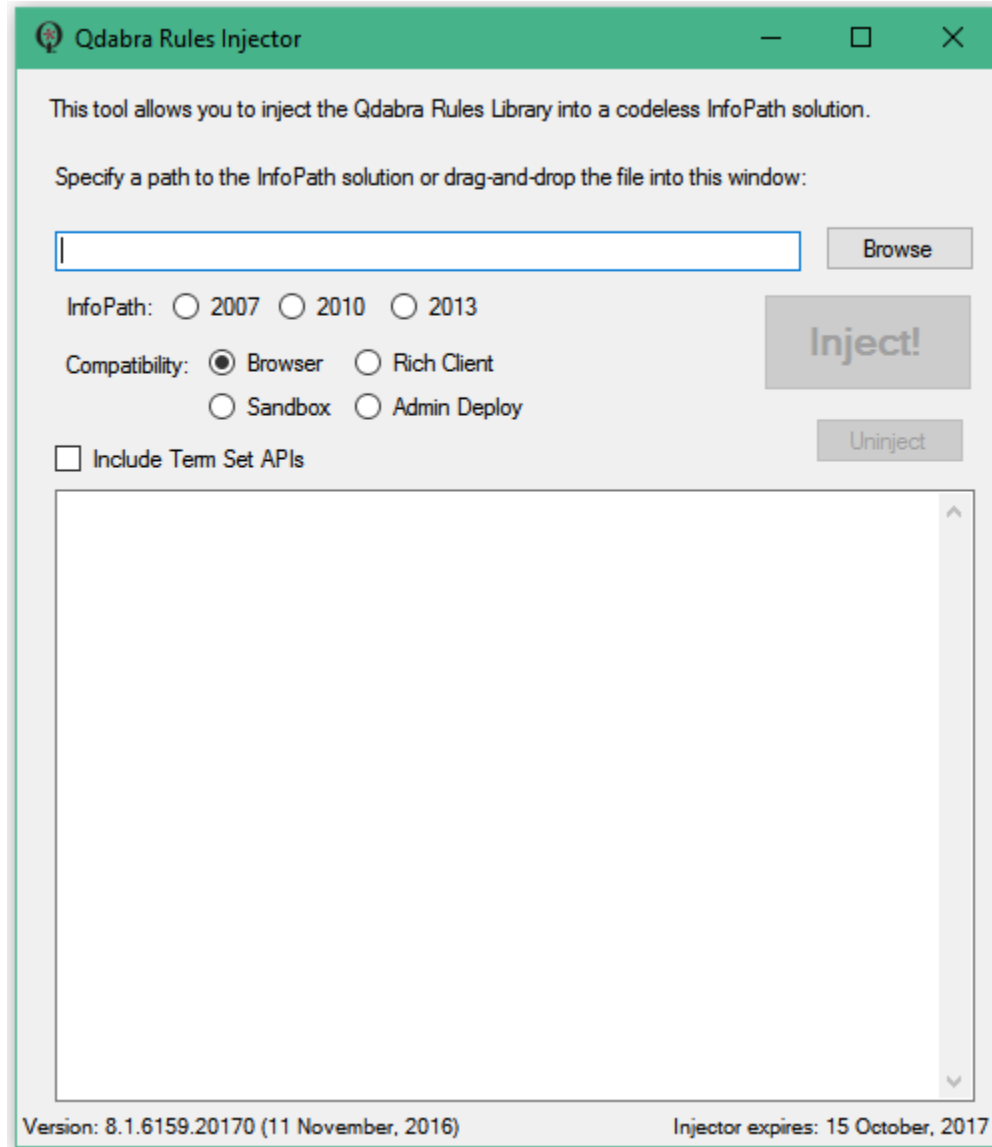 Qdabra Rules Injector
This tool allows you to inject the Qdabra Rules Library into a codeless InfoPath solution.
Specify a path to the InfoPath solution or drag-and-drop the file into this window:
Browse
InfoPath: 2007 2010 2013
Inject!
Compatibility: Browser Rich Client
Sandbox Admin Deploy
Uninject
Include Term Set APIs
Version: 8.1.6159.20170 (11 November, 2016) Injector expires: 15 October, 2017